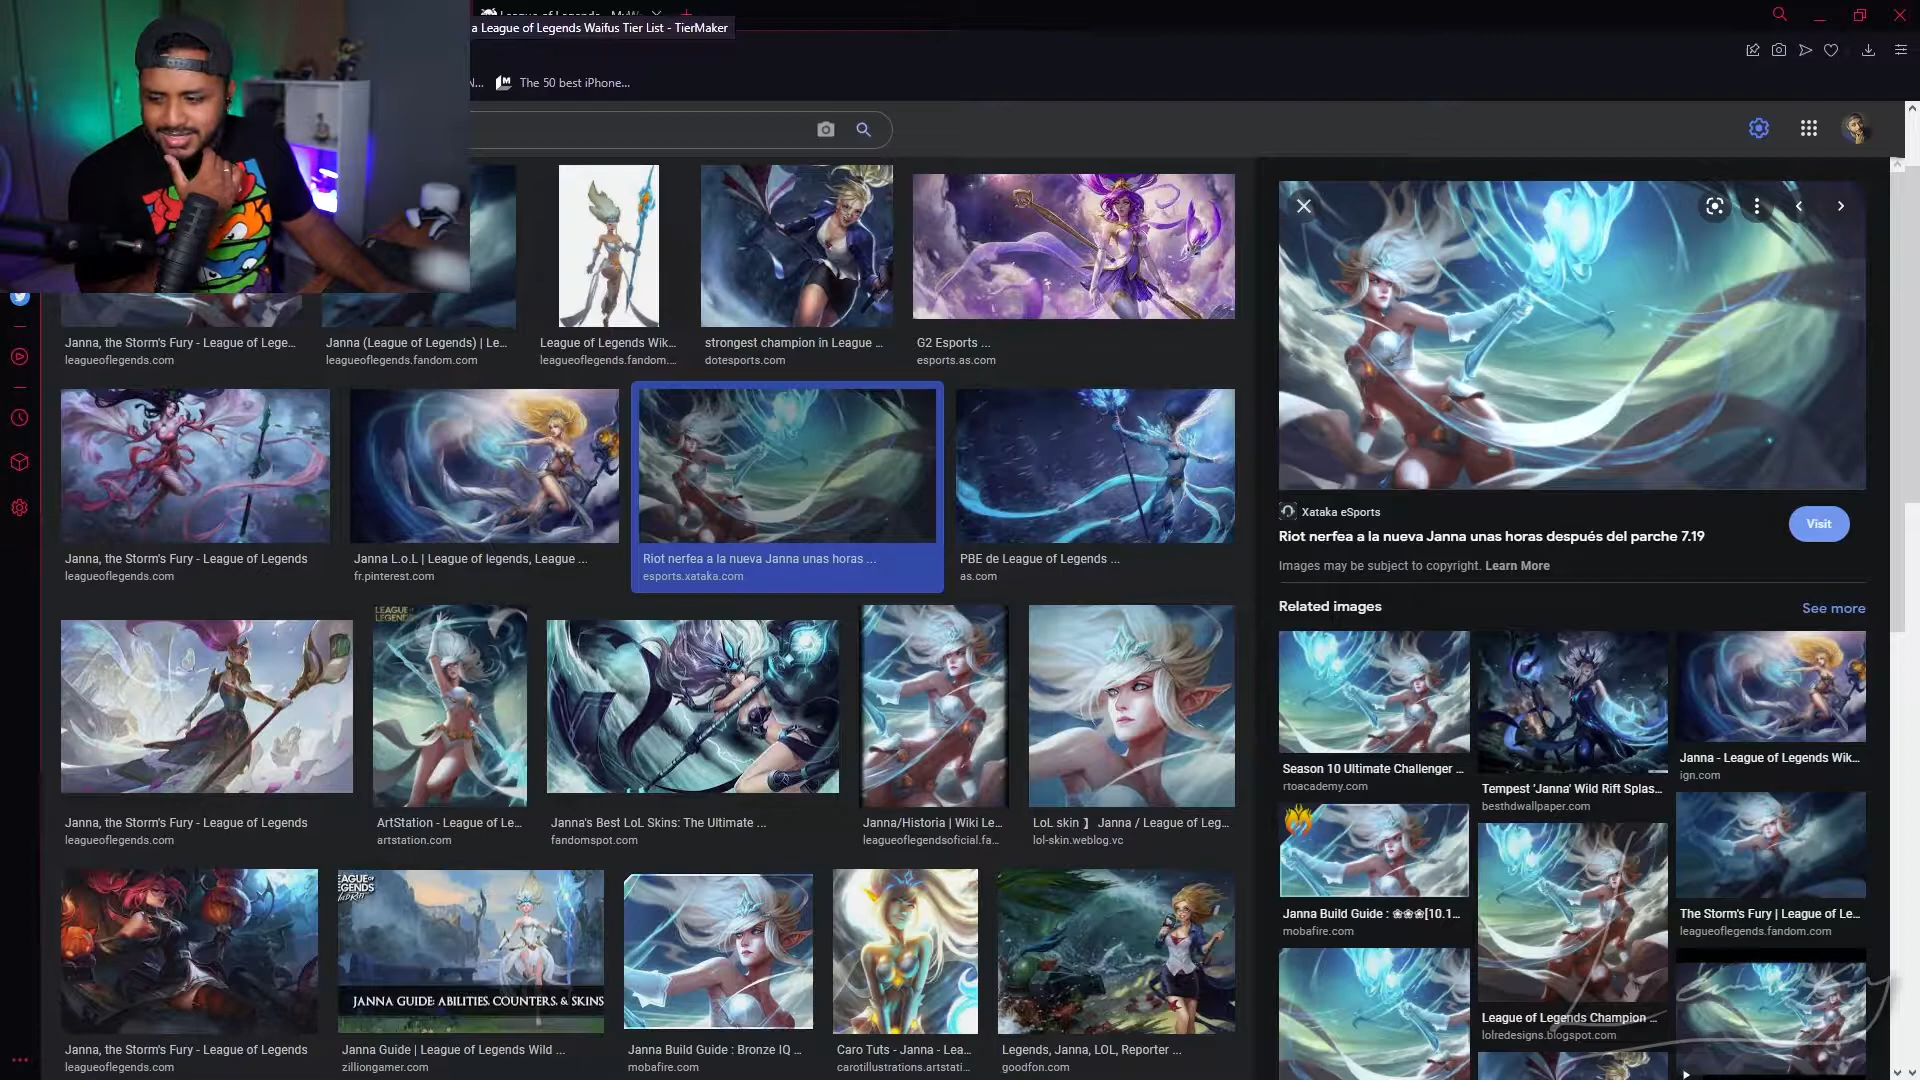 a League of Legends Waifus Tier List - TierMaker
N...
The 50 best iPhone...
Janna, the Storm's Fury - League of Lege...
leagueoflegends.com
Janna (League of Legends) | Le...
leagueoflegends.fandom.com
League of Legends Wik...
leagueoflegends.fandom....
strongest champion in League ...
dotesports.com
G2 Esports ...
esports.as.com
Janna, the Storm's Fury - League of Legends
leagueoflegends.com
Janna L.o.L | League of legends, League ...
fr.pinterest.com
Riot nerfea a la nueva Janna unas horas ...
esports.xataka.com
PBE de League of Legends ...
as.com
LEAGUE OF
LEGENDS
Janna, the Storm's Fury - League of Legends
leagueoflegends.com
ArtStation - League of Le...
artstation.com
Janna's Best LoL Skins: The Ultimate ...
fandomspot.com
Janna/Historia | Wiki Le...
leagueoflegendsoficial.fa...
LoL skin 】 Janna / League of Leg...
lol-skin.weblog.vc
JANNA GUIDE: ABILITIES, COUNTERS, & SKINS
Janna, the Storm's Fury - League of Legends
leagueoflegends.com
Janna Guide | League of Legends Wild ...
zilliongamer.com
Janna Build Guide : Bronze IQ ...
mobafire.com
Caro Tuts - Janna - Lea...
carotillustrations.artstati...
Legends, Janna, LOL, Reporter ...
goodfon.com
Xataka eSports
Visit
Riot nerfea a la nueva Janna unas horas después del parche 7.19
Images may be subject to copyright. Learn More
Related images
See more
Season 10 Ultimate Challenger ...
rtoacademy.com
Tempest 'Janna' Wild Rift Splas...
besthdwallpaper.com
Janna - League of Legends Wik...
ign.com
Janna Build Guide : ❀❀❀[10.1...
mobafire.com
The Storm's Fury | League of Le...
leagueoflegends.fandom.com
League of Legends Champion ...
lolredesigns.blogspot.com